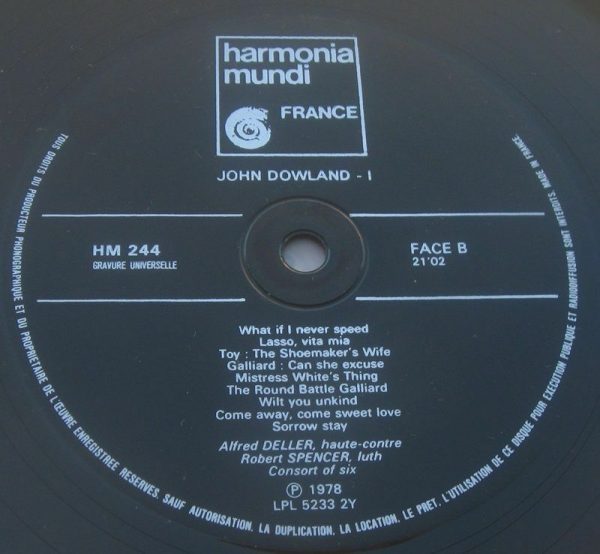 harmonia
mundi
FRANCE
JOHN DOWLAND - I
HM 244
GRAVURE UNIVERSELLE
FACE B
21'02
What if I never speed
Lasso, vita mia
Toy : The Shoemaker's Wife
Galliard : Can she excuse
Mistress White's Thing
The Round Battle Galliard
Wilt you unkind
Come away, come sweet love
Sorrow stay
Alfred DELLER, haute-contre
Robert SPENCER, luth
Consort of six
Ⓟ 1978
LPL 5233 2Y
TOUS DROITS DU PRODUCTEUR PHONOGRAPHIQUE ET DU PROPRIETAIRE DE L'ŒUVRE ENREGISTREE RESERVES. SAUF AUTORISATION. LA DUPLICATION. LA LOCATION. LE PRET. L'UTILISATION DE CE DISQUE POUR EXECUTION PUBLIQUE ET RADIODIFFUSION SONT INTERDITS. MADE IN FRANCE.